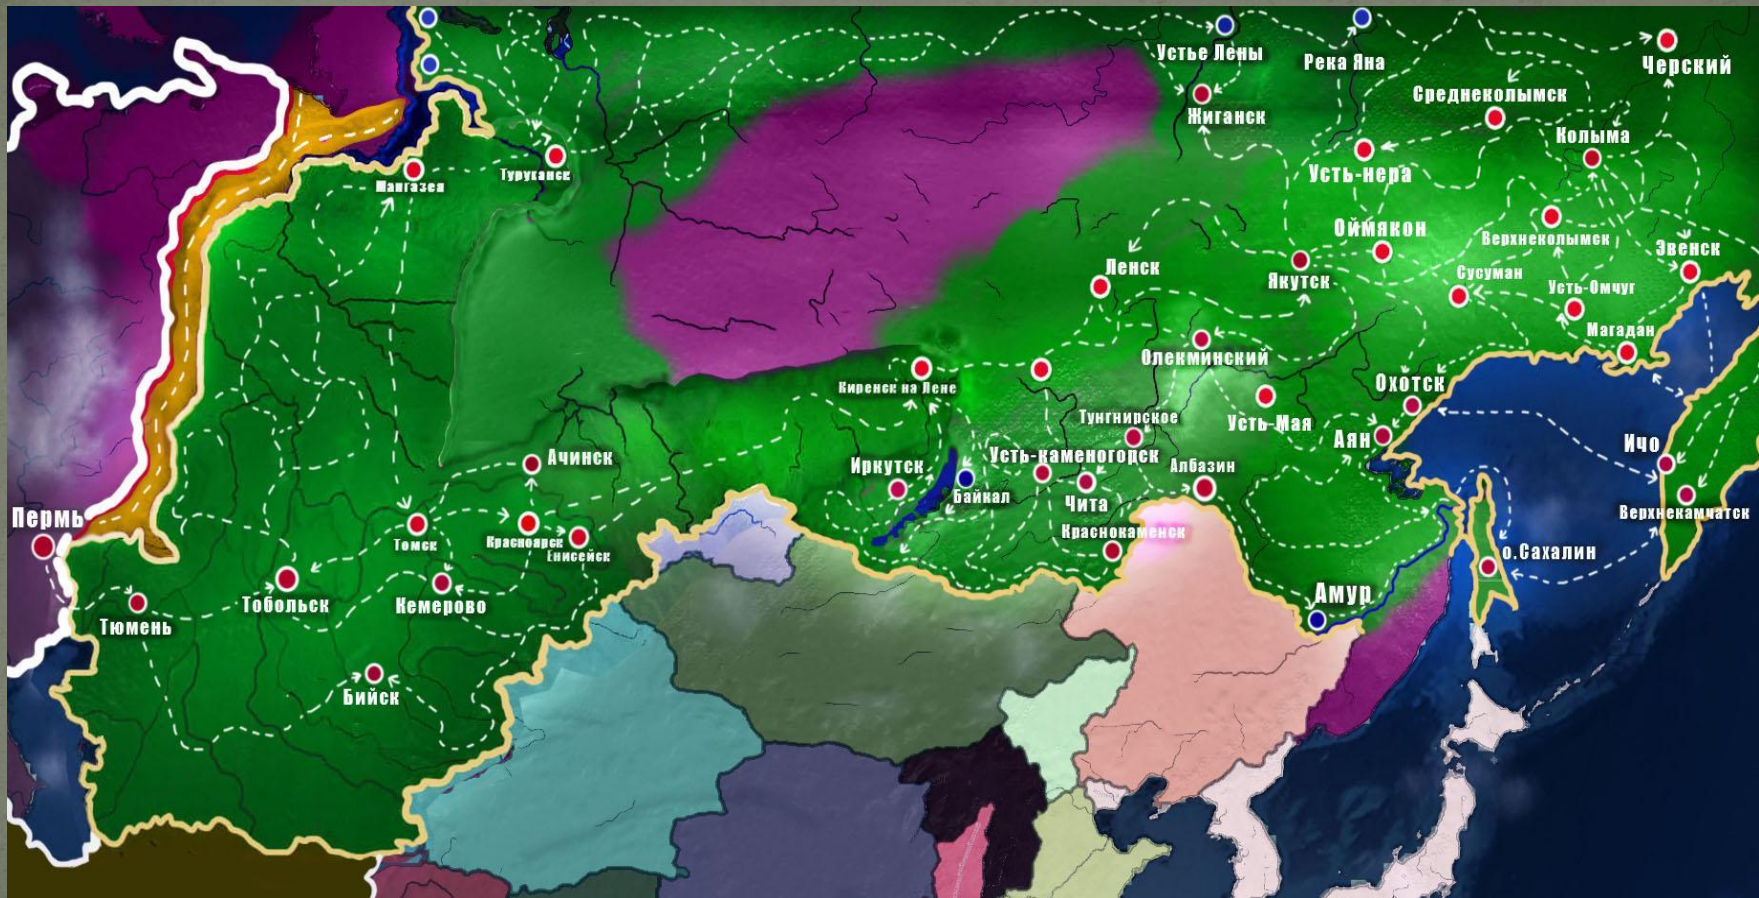 Устье Лены
Река Яна
Черский
Среднеколымск
Жиганск
Колыма
Усть-нера
Мангазея
Туруханск
Оймякон
Верхнеколымск
Эвенск
Ленск
Якутск
Сусуман
Усть-Омчуг
Магадан
Олекминский
Киренск на Лене
Охотск
Тунгнирское
Усть-Мая
Аян
Ичо
Ачинск
Иркутск
Усть-каменогорск
Албазин
Байкал
Чита
Верхнекамчатск
Пермь
Томск
Красноярск
Енисейск
Краснокаменск
о.Сахалин
Тюмень
Тобольск
Кемерово
Амур
Бийск